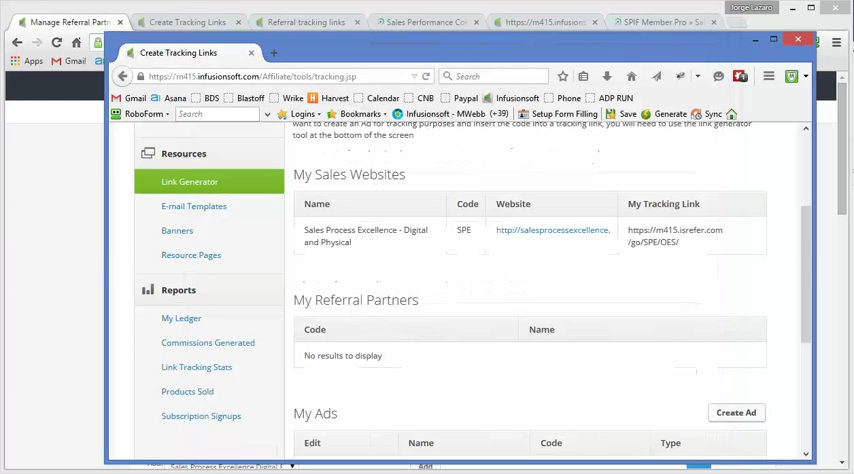 Jorge Lazaro
Manage Referral Partn
Create Tracking Links
Referral tracking links
Sales Performance Co
https://m415.infusions
SPIF Member Pro » Sal
Apps
Gmail
Create Tracking Links
https://m415.infusionsoft.com/Affiliate/tools/tracking.jsp
Search
Gmail Asana BDS Blastoff Wrike Harvest Calendar CNB Paypal Infusionsoft Phone ADP RUN
RoboForm Search Logins Bookmarks Infusionsoft - MWebb (+39) Setup Form Filling Save Generate Sync
want to create an Ad for tracking purposes and insert the code into a tracking link, you will need to use the link generator
tool at the bottom of the screen
Resources
Link Generator
E-mail Templates
Banners
Resource Pages
Reports
My Ledger
Commissions Generated
Link Tracking Stats
Products Sold
Subscription Signups
My Sales Websites
Name Code Website My Tracking Link
Sales Process Excellence - Digital
and Physical
SPE
http://salesprocessexcellence.
https://m415.isrefer.com
/go/SPE/OES/
My Referral Partners
Code Name
No results to display
My Ads
Create Ad
Edit Name Code Type
Sales Process Excellence Digital
Add